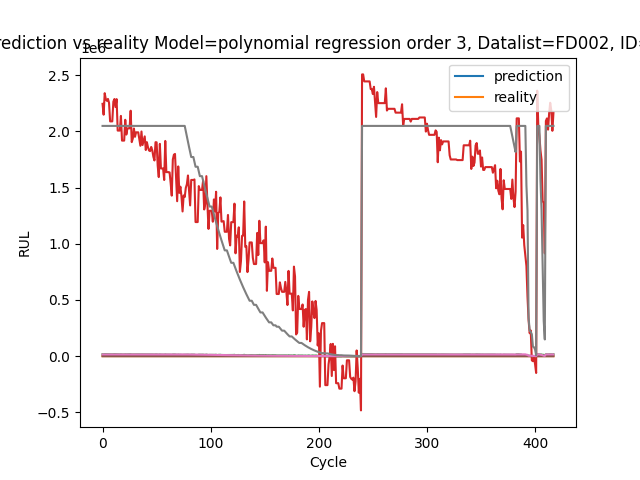 rediction vs reality Model=polynomial regression order 3, Datalist=FD002, ID=
1e6
prediction
reality
2.5
2.0
1.5
1.0
0.5
0.0
−0.5
RUL
0
100
200
300
400
Cycle